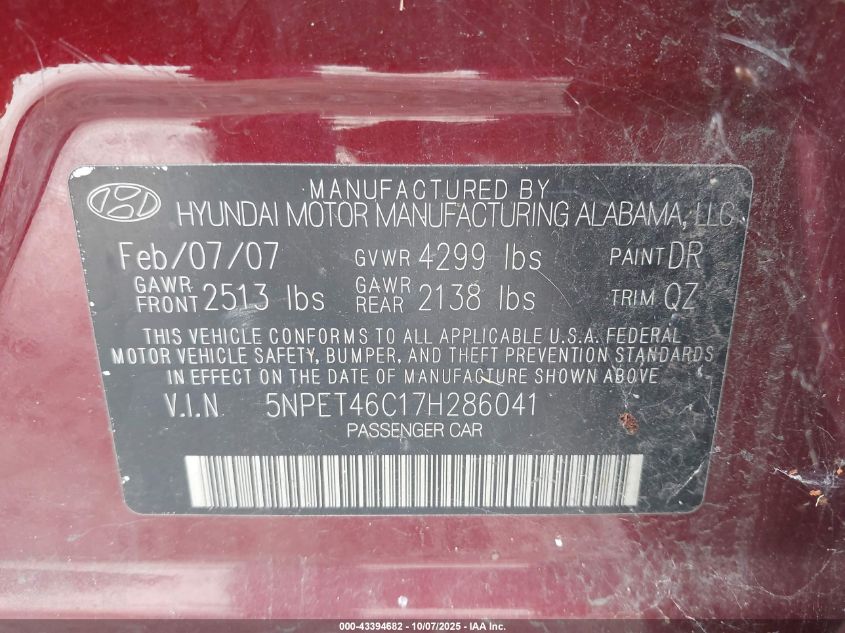 MANUFACTURED BY
HYUNDAI MOTOR MANUFACTURING ALABAMA, LLC
Feb/07/07 GVWR 4299 lbs PAINT DR
GAWR FRONT 2513 lbs GAWR REAR 2138 lbs TRIM QZ
THIS VEHICLE CONFORMS TO ALL APPLICABLE U.S.A. FEDERAL
MOTOR VEHICLE SAFETY, BUMPER, AND THEFT PREVENTION STANDARDS
IN EFFECT ON THE DATE OF MANUFACTURE SHOWN ABOVE
V.I.N 5NPET46C17H286041
PASSENGER CAR
000-43394682 - 10/07/2025 - IAA Inc.